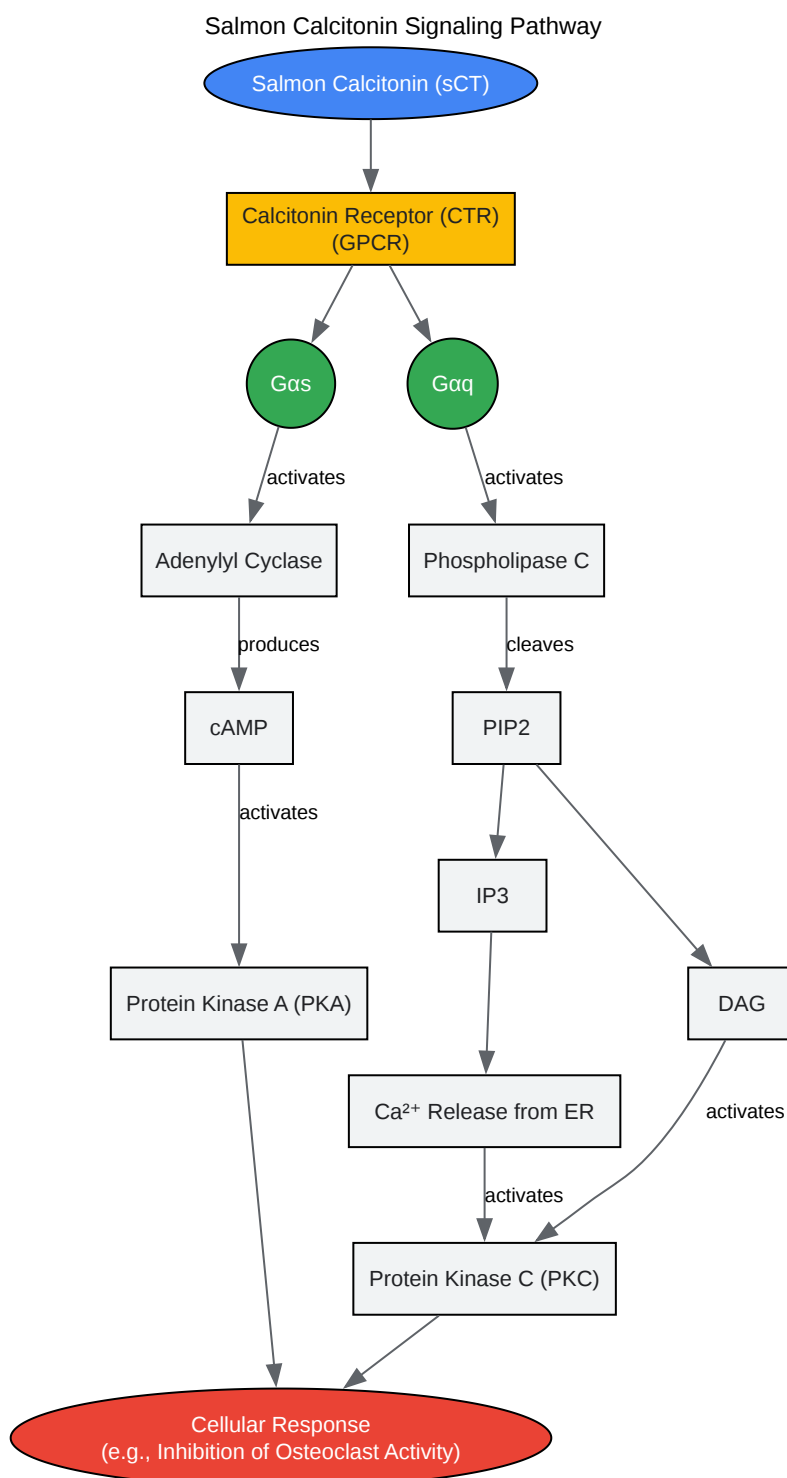 Salmon Calcitonin Signaling Pathway
Salmon Calcitonin (sCT)
Calcitonin Receptor (CTR)
(GPCR)
Gαs
Gαq
activates
activates
Adenylyl Cyclase
Phospholipase C
produces
cleaves
cAMP
PIP2
activates
IP3
Protein Kinase A (PKA)
DAG
Ca²⁺ Release from ER
activates
activates
Protein Kinase C (PKC)
Cellular Response
(e.g., Inhibition of Osteoclast Activity)